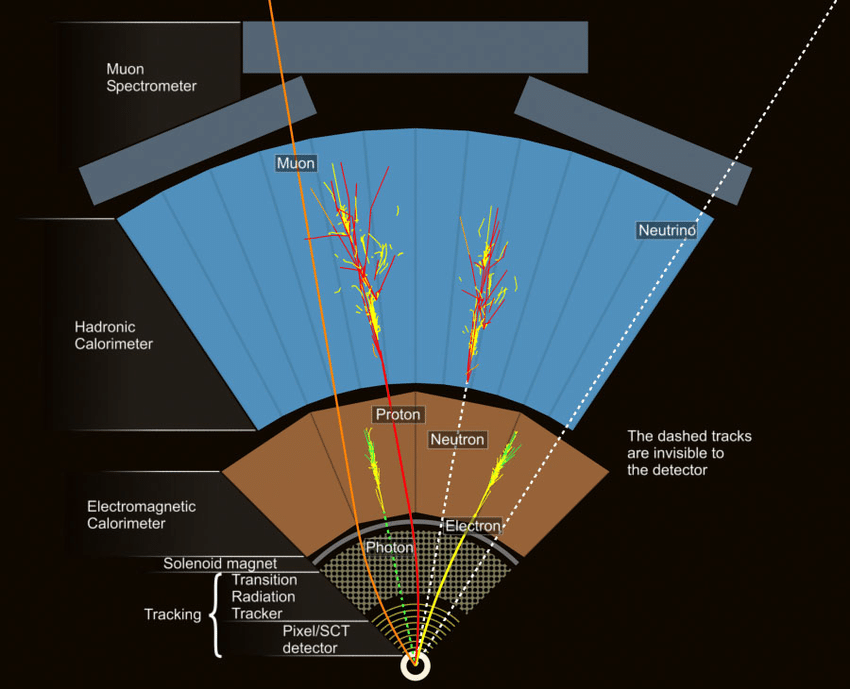 Muon
Spectrometer
Muon
Neutrino
Hadronic
Calorimeter
Proton
Neutron
The dashed tracks
are invisible to
the detector
Electromagnetic
Calorimeter
Electron
Photon
Solenoid magnet
Transition
Radiation
Tracker
Tracking
Pixel/SCT
detector